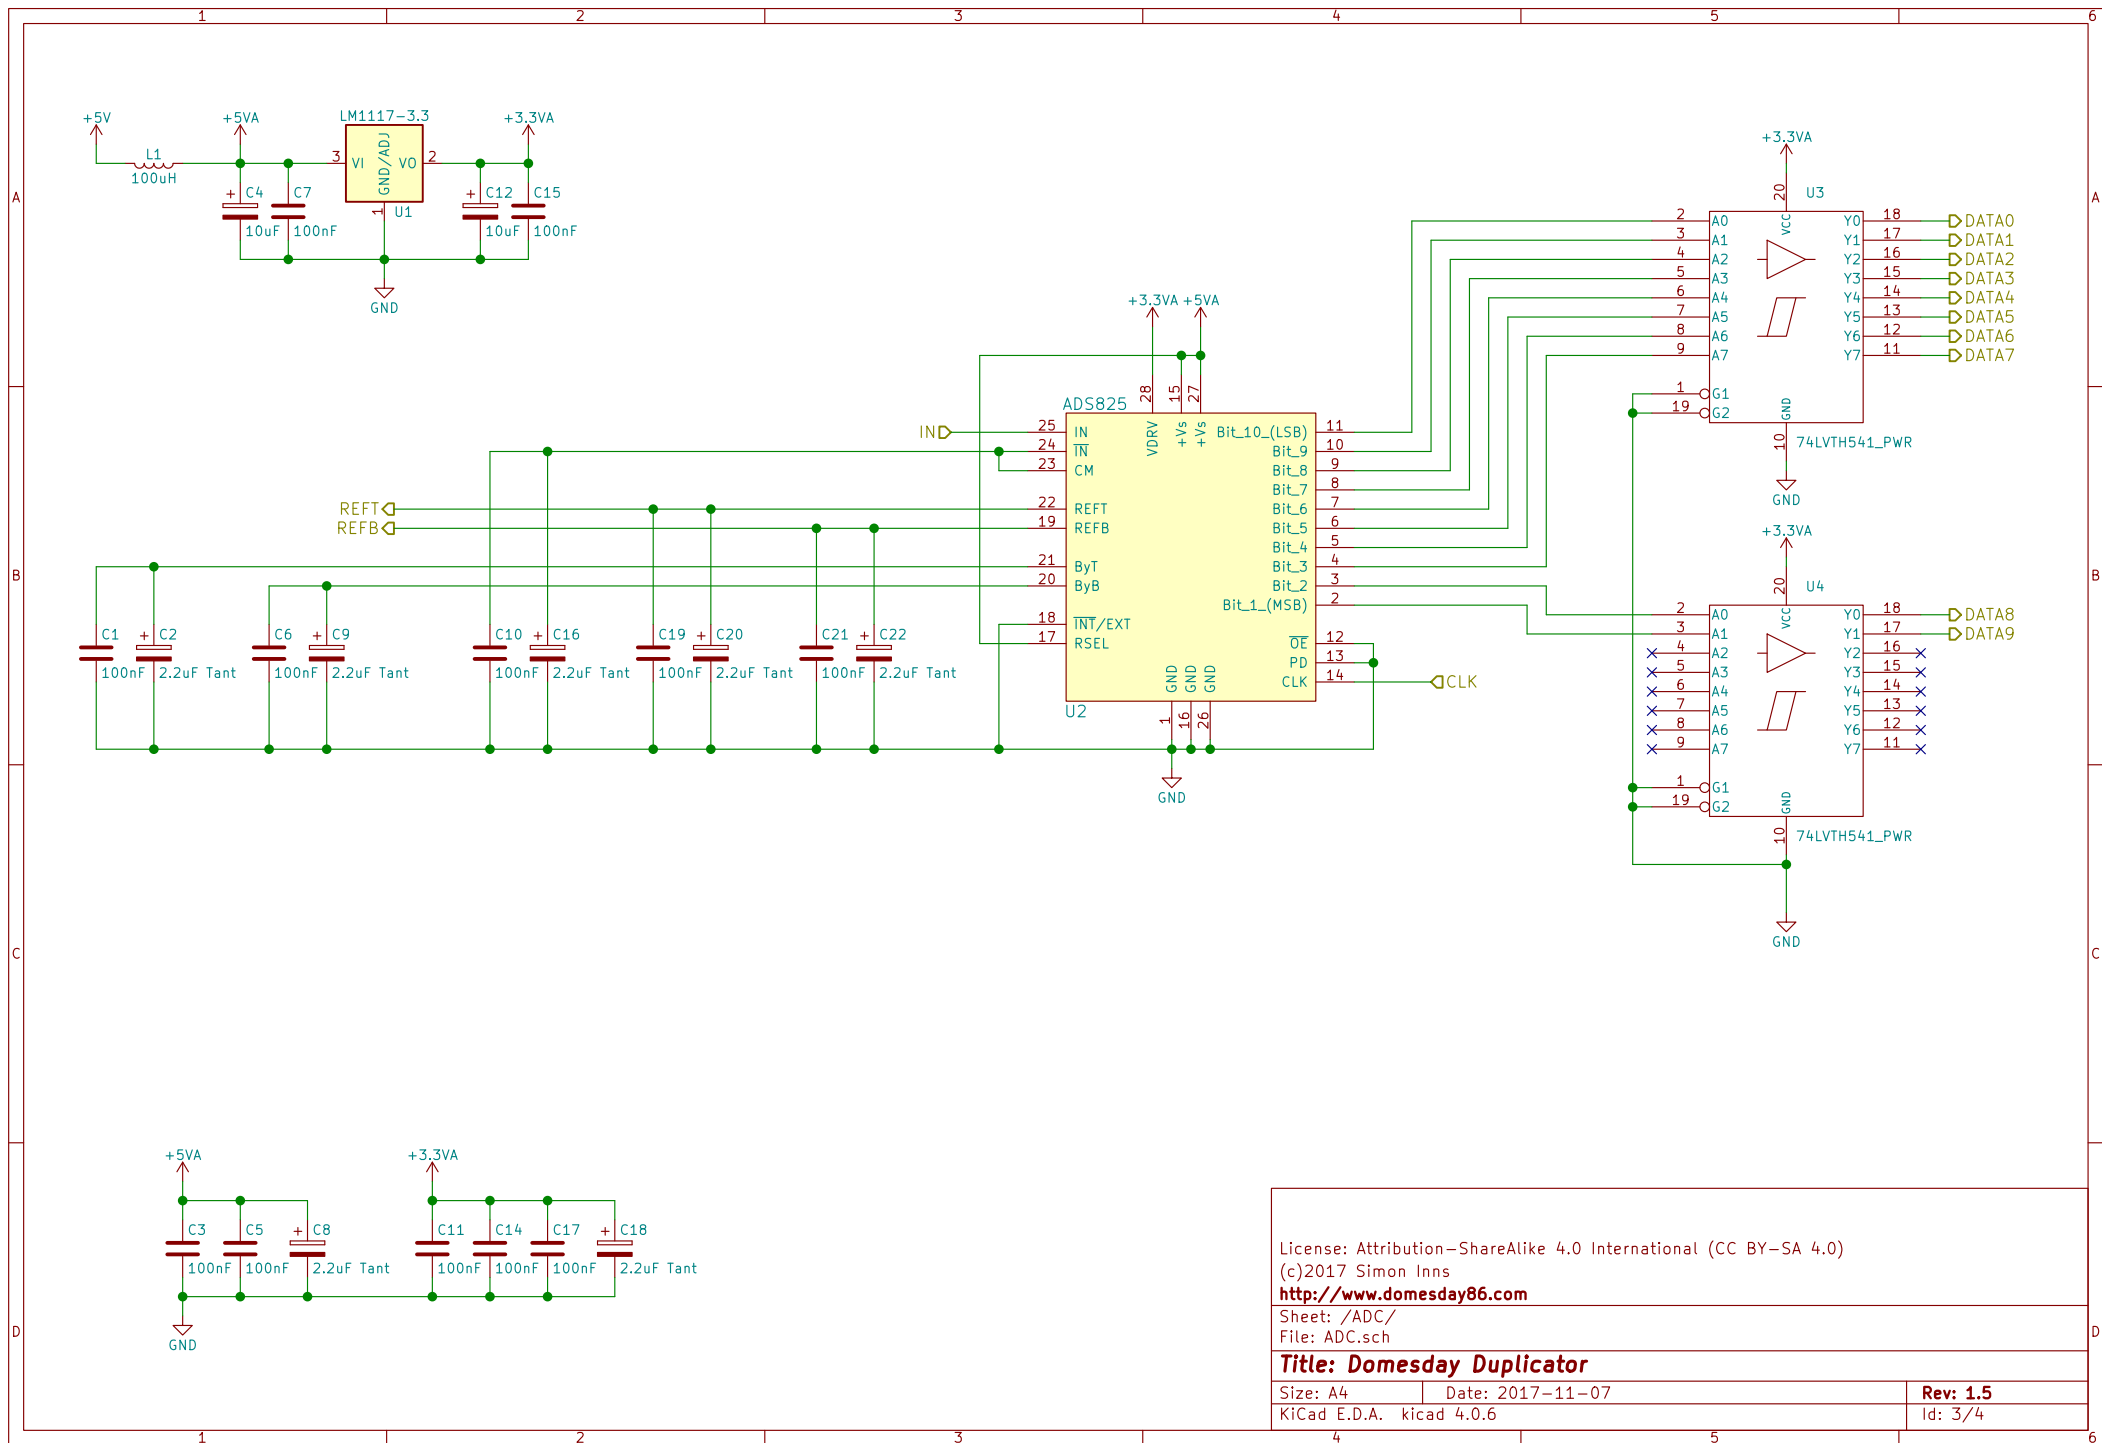 1 2 3 4 5 6
A
B
C
D
A
B
C
D
1 2 3 4 5 6
+5V
L1
100uH
+5VA
+ C4
10uF
C7
100nF
LM1117-3.3
3 VI
GND/ADJ
VO 2
1
U1
GND
+ C12
10uF
+3.3VA
C15
100nF
+3.3VA +5VA
28 15 27
VDRV +Vs +Vs
ADS825
IN
25 IN
24 IN
23 CM
REFT
22 REFT
REFB
19 REFB
21 ByT
20 ByB
18 INT/EXT
17 RSEL
Bit_10_(LSB) 11
Bit_9 10
Bit_8 9
Bit_7 8
Bit_6 7
Bit_5 6
Bit_4 5
Bit_3 4
Bit_2 3
Bit_1_(MSB) 2
OE 12
PD 13
CLK 14
CLK
GND GND GND
1 16 26
U2
GND
C1
100nF
+ C2
2.2uF Tant
C6
100nF
+ C9
2.2uF Tant
C10
100nF
+ C16
2.2uF Tant
C19
100nF
+ C20
2.2uF Tant
C21
100nF
+ C22
2.2uF Tant
+3.3VA
20
VCC
U3
2 A0 Y0 18 DATA0
3 A1 Y1 17 DATA1
4 A2 Y2 16 DATA2
5 A3 Y3 15 DATA3
6 A4 Y4 14 DATA4
7 A5 Y5 13 DATA5
8 A6 Y6 12 DATA6
9 A7 Y7 11 DATA7
1 G1
19 G2
GND
10
74LVTH541_PWR
GND
+3.3VA
20
VCC
U4
2 A0 Y0 18 DATA8
3 A1 Y1 17 DATA9
4 A2 Y2 16
5 A3 Y3 15
6 A4 Y4 14
7 A5 Y5 13
8 A6 Y6 12
9 A7 Y7 11
1 G1
19 G2
GND
10
74LVTH541_PWR
GND
+5VA
C3
100nF
C5
100nF
+ C8
2.2uF Tant
GND
+3.3VA
C11
100nF
C14
100nF
C17
100nF
+ C18
2.2uF Tant
License: Attribution-ShareAlike 4.0 International (CC BY-SA 4.0)
(c)2017 Simon Inns
http://www.domesday86.com
Sheet: /ADC/
File: ADC.sch
Title: Domesday Duplicator
Size: A4 Date: 2017-11-07 Rev: 1.5
KiCad E.D.A. kicad 4.0.6 Id: 3/4